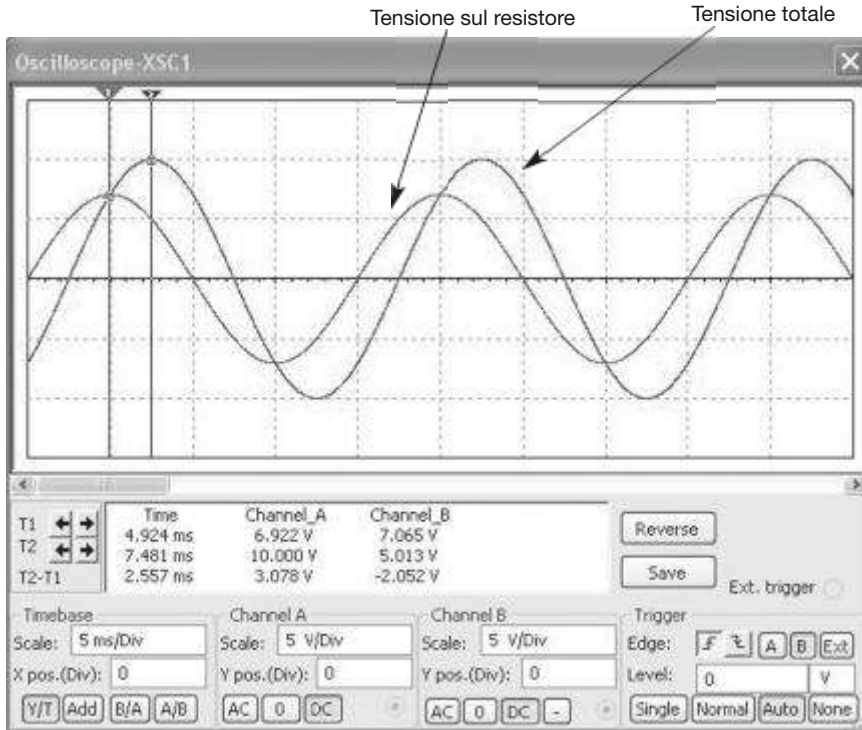 Tensione sul resistore
Tensione totale
Oscilloscope-XSC1
Time Channel_A Channel_B
T1 4.924 ms 6.922 V 7.065 V
T2 7.481 ms 10.000 V 5.013 V
T2-T1 2.557 ms 3.078 V -2.052 V
Reverse
Save
Ext. trigger
Timebase
Scale: 5 ms/Div
X pos.(Div): 0
Y/T Add B/A A/B
Channel A
Scale: 5 V/Div
Y pos.(Div): 0
AC 0 DC
Channel B
Scale: 5 V/Div
Y pos.(Div): 0
AC 0 DC -
Trigger
Edge: A B Ext
Level: 0 V
Single Normal Auto None